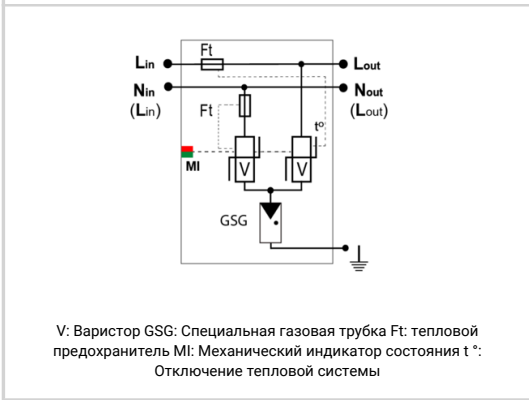 Ft
Lin Lout
Nin Nout
(Lin) Ft (Lout)
t°
MI V V
GSG
V: Варистор GSG: Специальная газовая трубка Ft: тепловой
предохранитель MI: Механический индикатор состояния t °:
Отключение тепловой системы